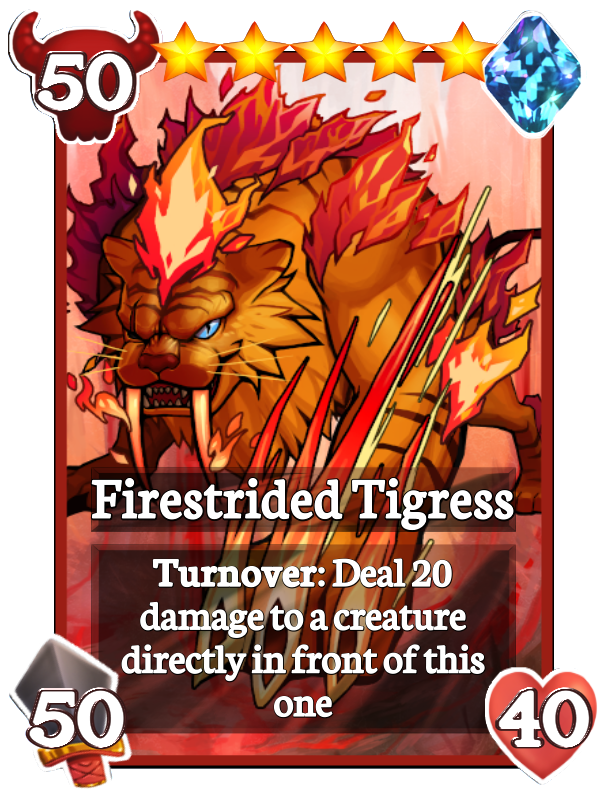 50
Firestrided Tigress
Turnover: Deal 20
damage to a creature
directly in front of this
one
50
40